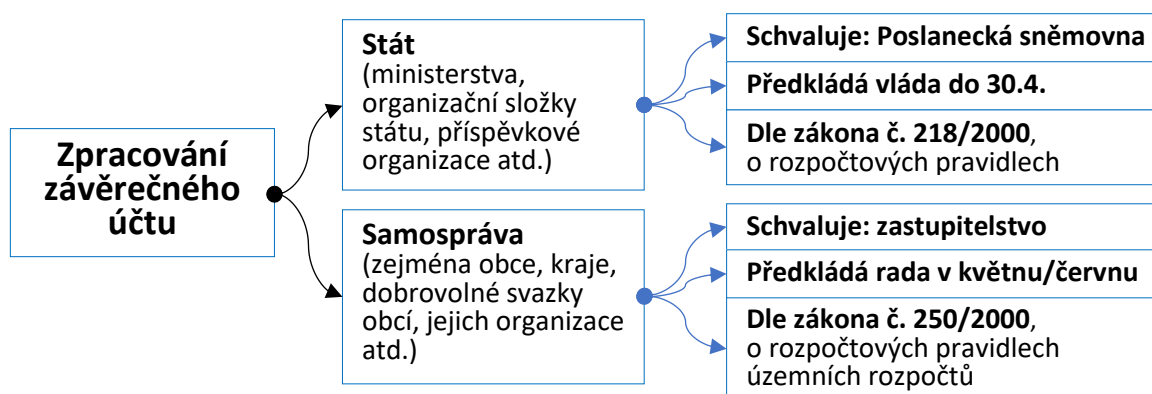 Zpracování
závěrečného
účtu
Stát
(ministerstva,
organizační složky
státu, příspěvkové
organizace atd.)
Schvaluje: Poslanecká sněmovna
Předkládá vláda do 30.4.
Dle zákona č. 218/2000,
o rozpočtových pravidlech
Samospráva
(zejména obce, kraje,
dobrovolné svazky
obcí, jejich organizace
atd.)
Schvaluje: zastupitelstvo
Předkládá rada v květnu/červnu
Dle zákona č. 250/2000,
o rozpočtových pravidlech
územních rozpočtů